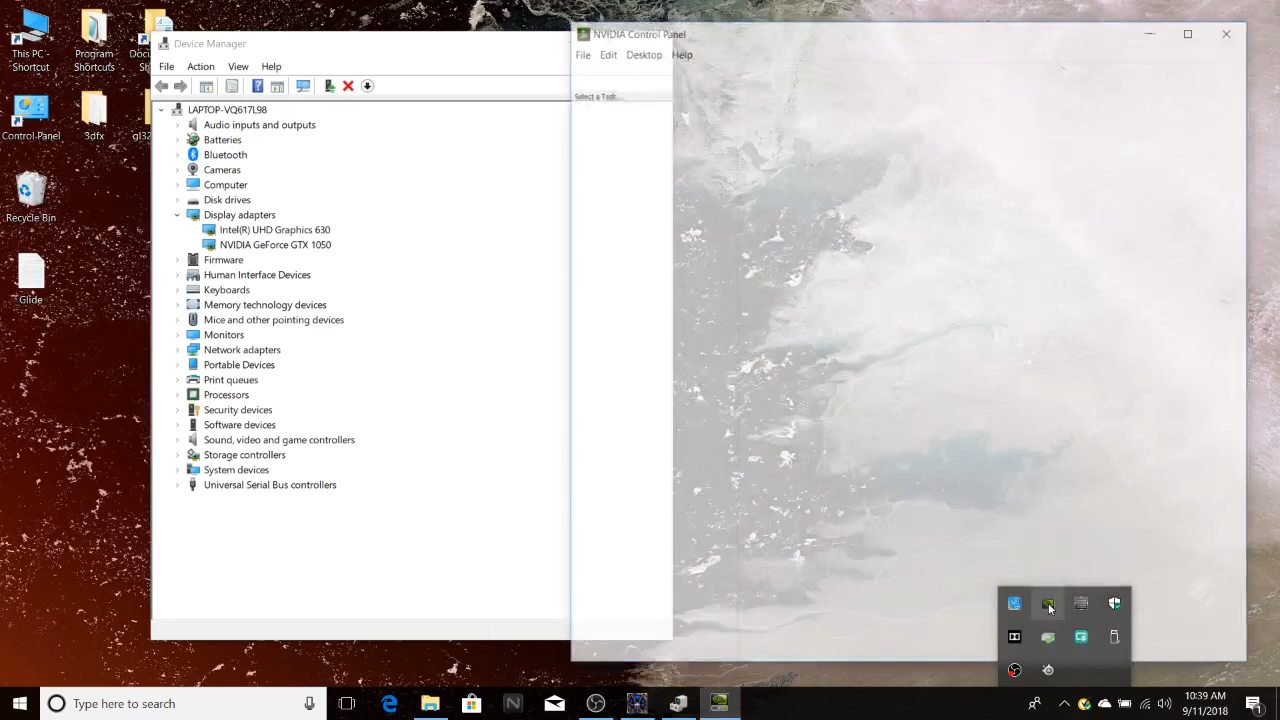 This PC -
Shortcut
Program
Shortcuts
Docu
Sh
Control-Panel
3dfx
gl32
Recycle Bin
Glide
Device Manager
File Action View Help
LAPTOP-VQ617L98
Audio inputs and outputs
Batteries
Bluetooth
Cameras
Computer
Disk drives
Display adapters
Intel(R) UHD Graphics 630
NVIDIA GeForce GTX 1050
Firmware
Human Interface Devices
Keyboards
Memory technology devices
Mice and other pointing devices
Monitors
Network adapters
Portable Devices
Print queues
Processors
Security devices
Software devices
Sound, video and game controllers
Storage controllers
System devices
Universal Serial Bus controllers
NVIDIA Control Panel
File Edit Desktop Help
Select a Task...
Type here to search
10:39 AM
9/11/2018